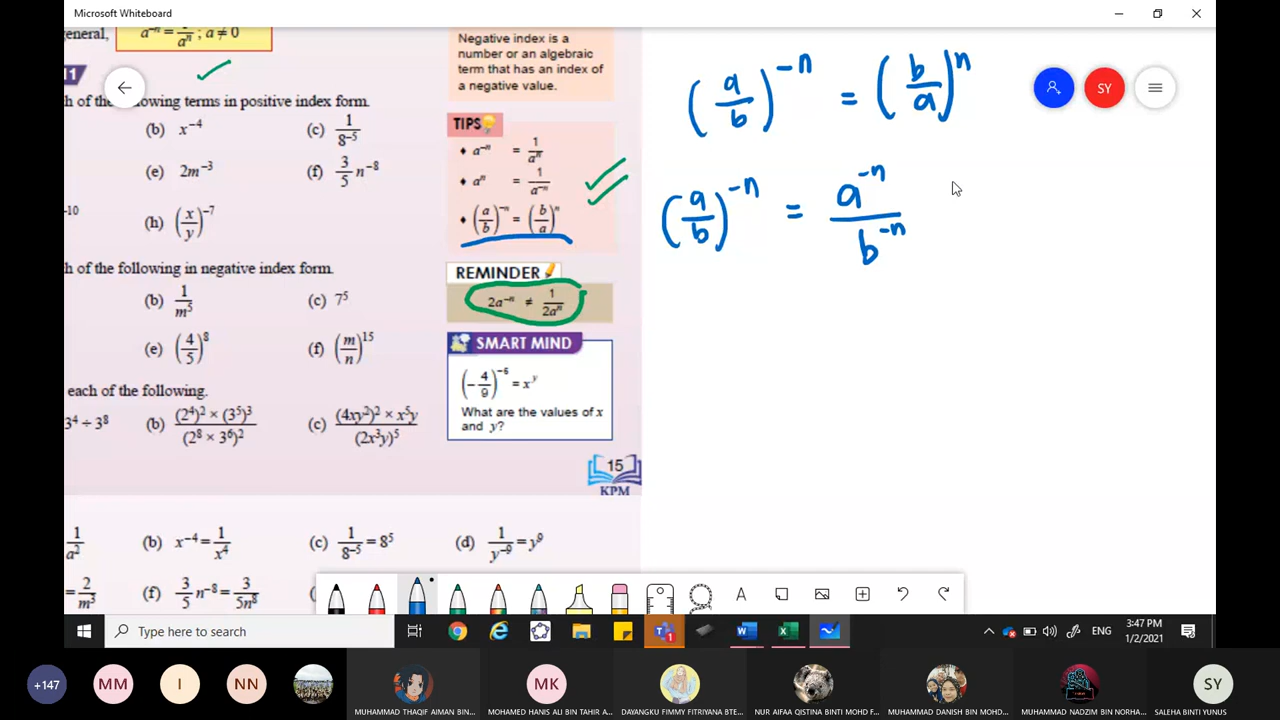 Microsoft Whiteboard
general, a⁻ⁿ = 1/aⁿ ; a ≠ 0
Negative index is a
number or an algebraic
term that has an index of
a negative value.
11
h of the following terms in positive index form.
(b) x⁻⁴ (c) 1/8⁻⁵
(e) 2m⁻³ (f) 3/5 n⁻⁸
-10 (h) (x/y)⁻⁷
TIPS
♦ a⁻ⁿ = 1/aⁿ
♦ aⁿ = 1/a⁻ⁿ
♦ (a/b)⁻ⁿ = (b/a)ⁿ
h of the following in negative index form.
(b) 1/m⁵ (c) 7⁵
(e) (4/5)⁸ (f) (m/n)¹⁵
REMINDER
2a⁻ⁿ ≠ 1/2aⁿ
SMART MIND
(−4/9)⁻⁶ = xʸ
What are the values of x
and y?
each of the following.
3⁴ ÷ 3⁸ (b) (2⁴)² × (3⁵)³/(2⁸ × 3⁶)² (c) (4xy²)² × x⁵y/(2x³y)⁵
15
KPM
1/a² (b) x⁻⁴ = 1/x⁴ (c) 1/8⁻⁵ = 8⁵ (d) 1/y⁻⁹ = y⁹
= 2/m³ (f) 3/5 n⁻⁸ = 3/5n⁸ (
(a/b)⁻ⁿ = (b/a)ⁿ
(a/b)⁻ⁿ = a⁻ⁿ/b⁻ⁿ
SY
A
Type here to search
ENG
3:47 PM
1/2/2021
+147
MM
I
NN
MK
SY
MUHAMMAD THAQIF AIMAN BIN...
MOHAMED HANIS ALI BIN TAHIR A...
DAYANGKU FIMMY FITRIYANA BTE...
NUR AIFAA QISTINA BINTI MOHD F...
MUHAMMAD DANISH BIN MOHD...
MUHAMMAD NADZIM BIN NORHA...
SALEHA BINTI YUNUS